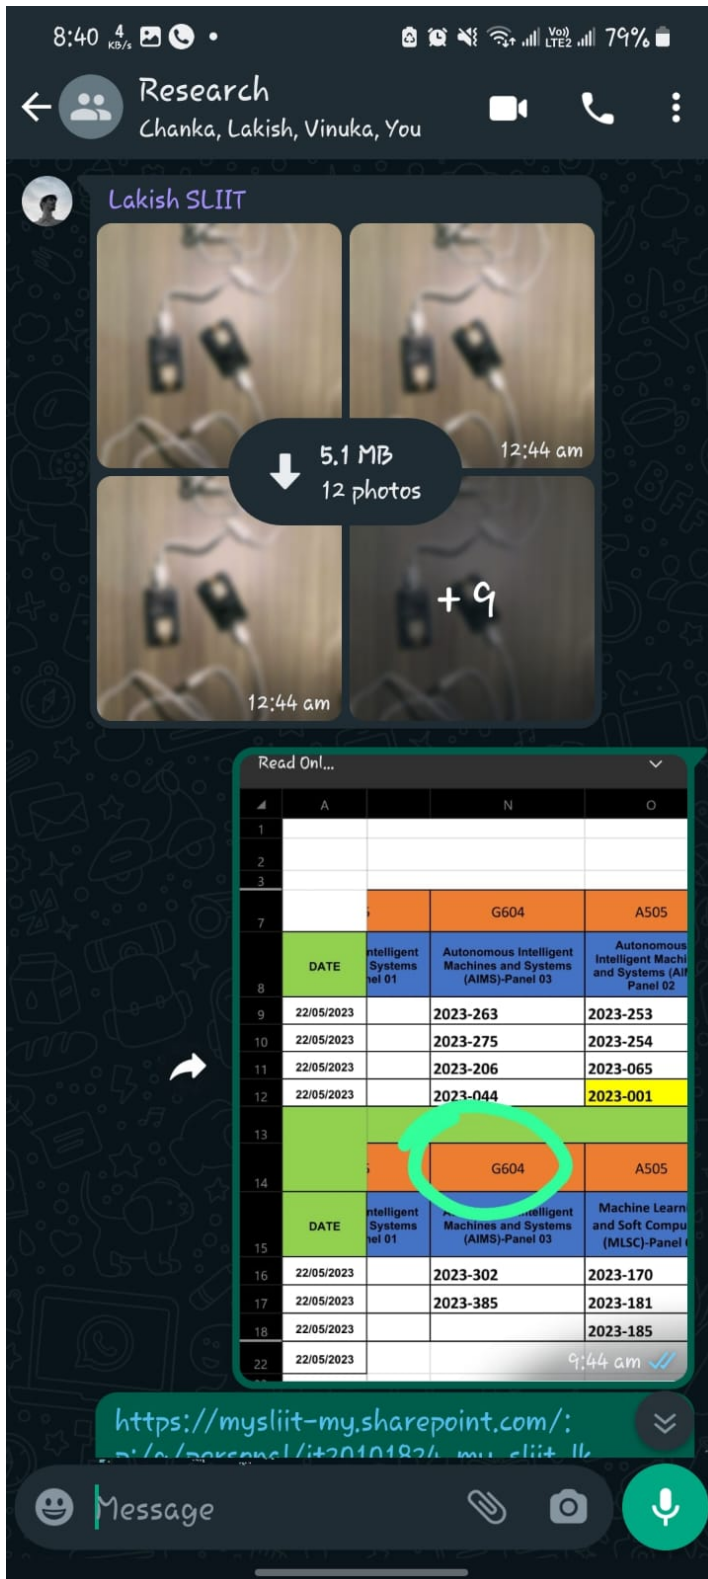 8:40 4 KB/s • Vo) LTE2 79%
Research
Chanka, Lakish, Vinuka, You
Lakish SLIIT
5.1 MB
12 photos
12:44 am
+9
12:44 am
Read Onl...
A N O
1
2
3
7 G604 A505
8 DATE ntelligent Systems nel 01 Autonomous Intelligent Machines and Systems (AIMS)-Panel 03 Autonomous Intelligent Machi and Systems (AI Panel 02
9 22/05/2023 2023-263 2023-253
10 22/05/2023 2023-275 2023-254
11 22/05/2023 2023-206 2023-065
12 22/05/2023 2023-044 2023-001
13
14 G604 A505
15 DATE ntelligent Systems nel 01 Machines and Systems (AIMS)-Panel 03 Machine Learn and Soft Compu (MLSC)-Panel
16 22/05/2023 2023-302 2023-170
17 22/05/2023 2023-385 2023-181
18 22/05/2023 2023-185
22 22/05/2023
9:44 am
https://mysliit-my.sharepoint.com/:
Message